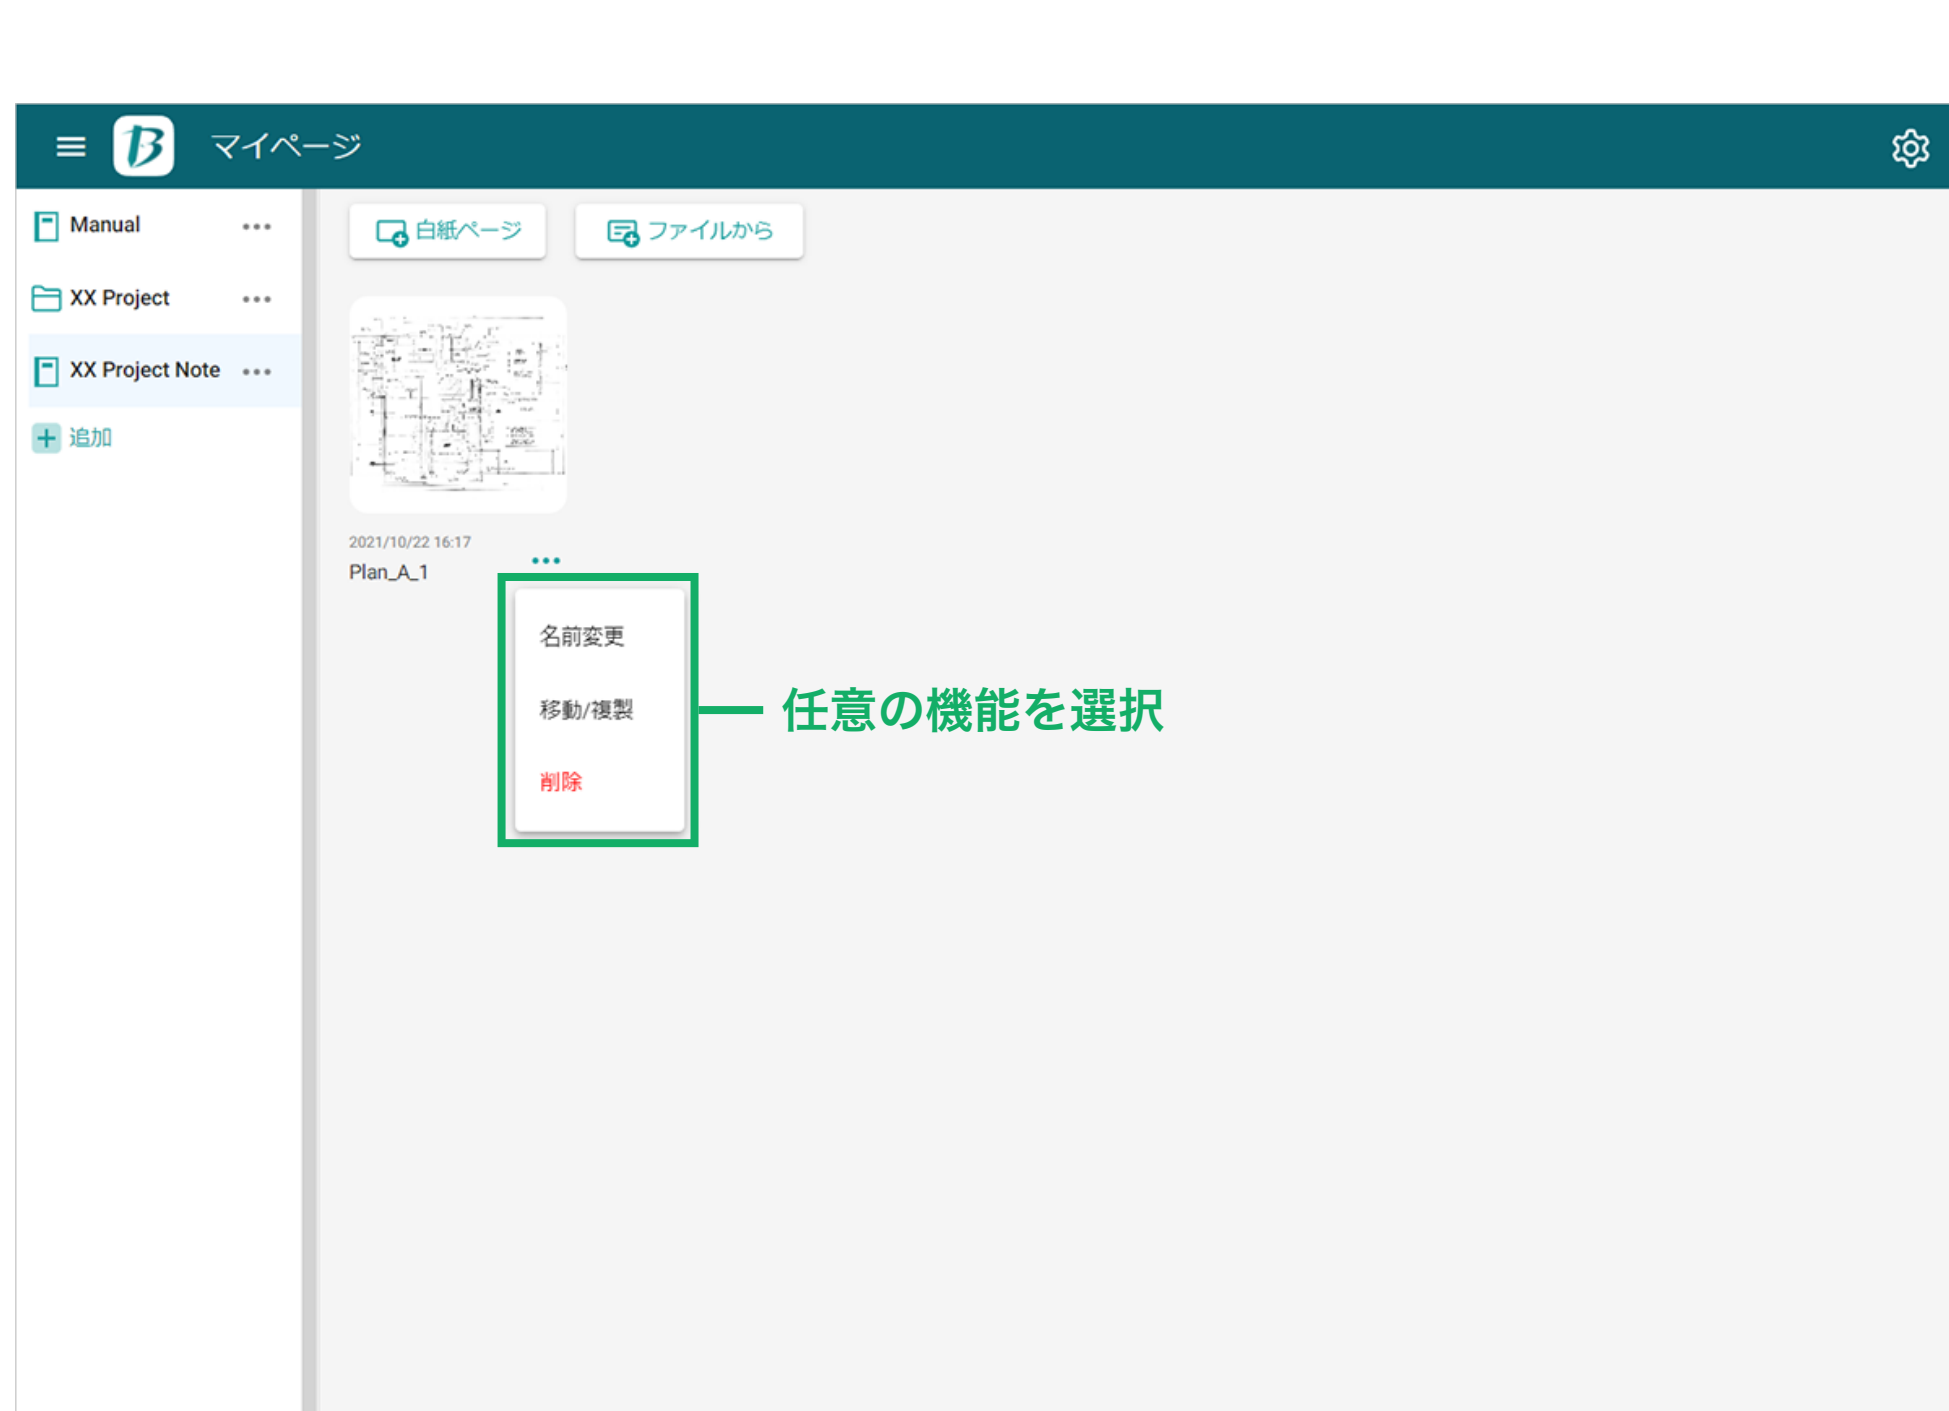 マイページ
Manual
XX Project
XX Project Note
追加
白紙ページ
ファイルから
2021/10/22 16:17
Plan_A_1
名前変更
移動/複製
削除
任意の機能を選択